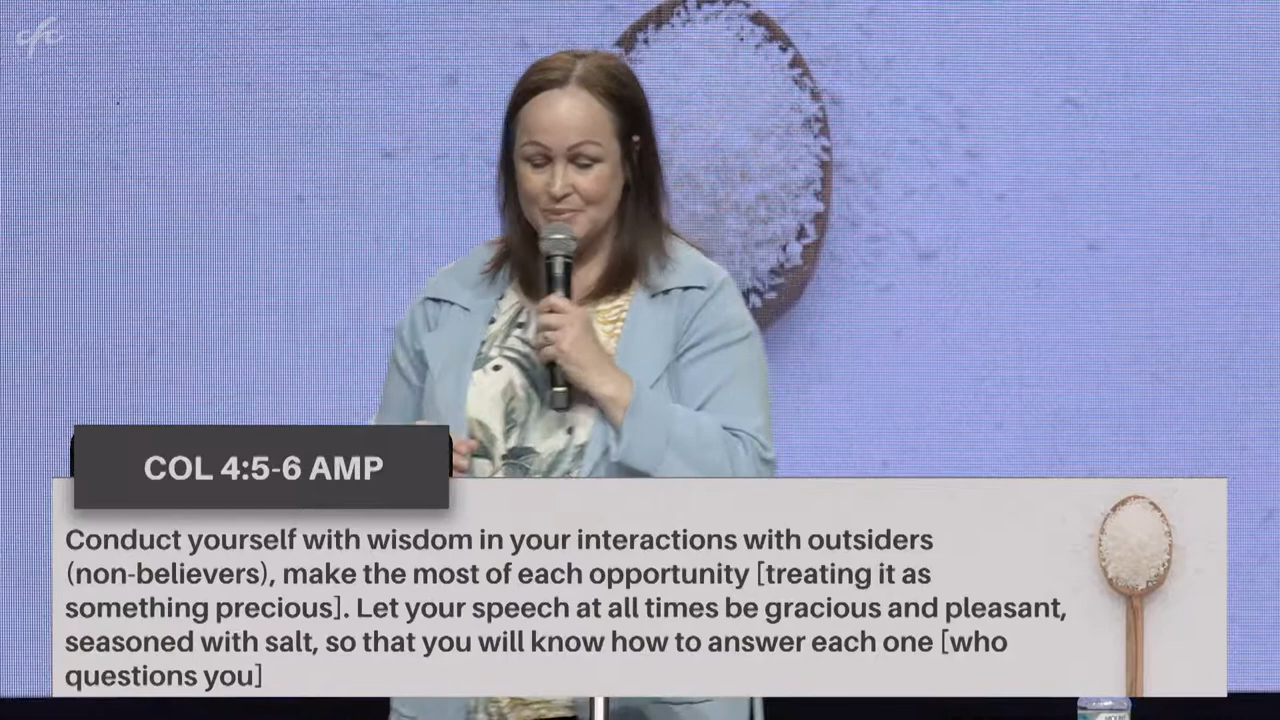 cfc
COL 4:5-6 AMP
Conduct yourself with wisdom in your interactions with outsiders
(non-believers), make the most of each opportunity [treating it as
something precious]. Let your speech at all times be gracious and pleasant,
seasoned with salt, so that you will know how to answer each one [who
questions you]